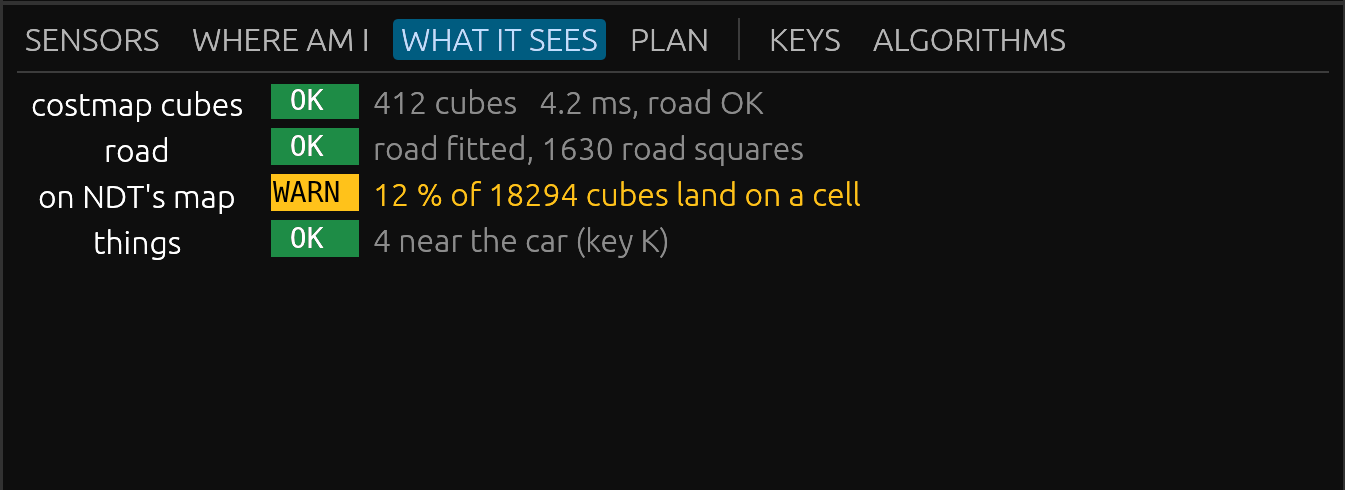 SENSORS WHERE AM I WHAT IT SEES PLAN KEYS ALGORITHMS
costmap cubes OK 412 cubes 4.2 ms, road OK
road OK road fitted, 1630 road squares
on NDT's map WARN 12 % of 18294 cubes land on a cell
things OK 4 near the car (key K)